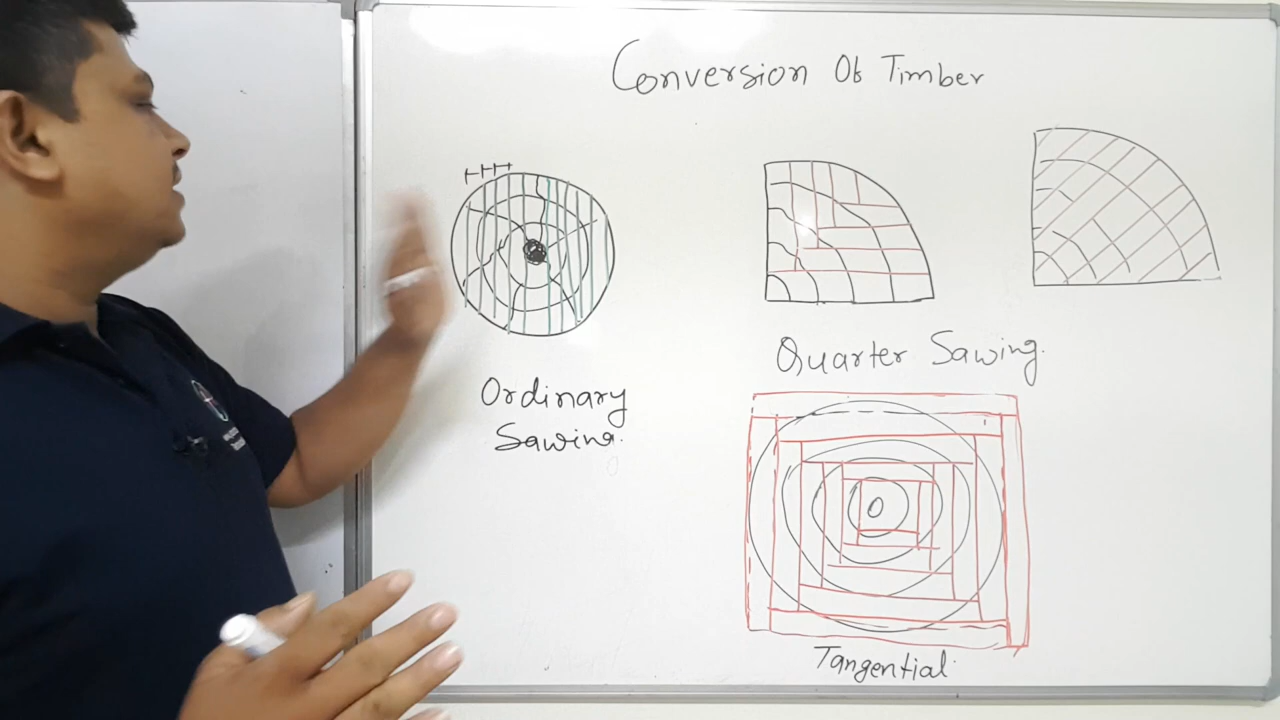 Conversion Of Timber
Ordinary
Sawing.
Quarter Sawing.
Tangential.